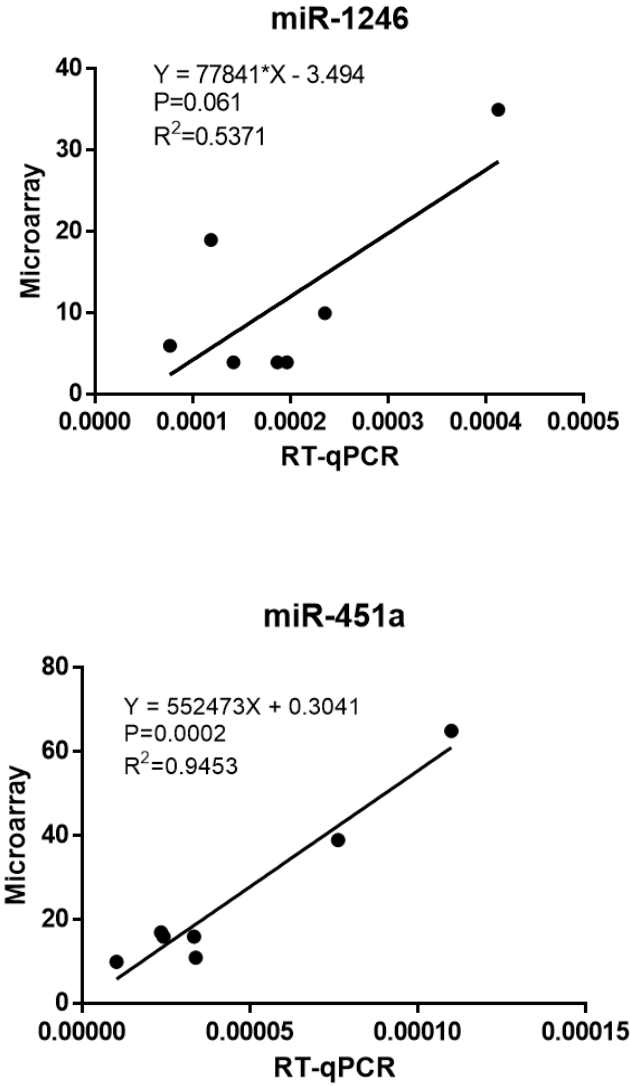 miR-1246
Y = 77841*X - 3.494
P=0.061
R²=0.5371
40
30
20
10
0
Microarray
0.0000 0.0001 0.0002 0.0003 0.0004 0.0005
RT-qPCR
miR-451a
Y = 552473X + 0.3041
P=0.0002
R²=0.9453
80
60
40
20
0
Microarray
0.00000 0.00005 0.00010 0.00015
RT-qPCR